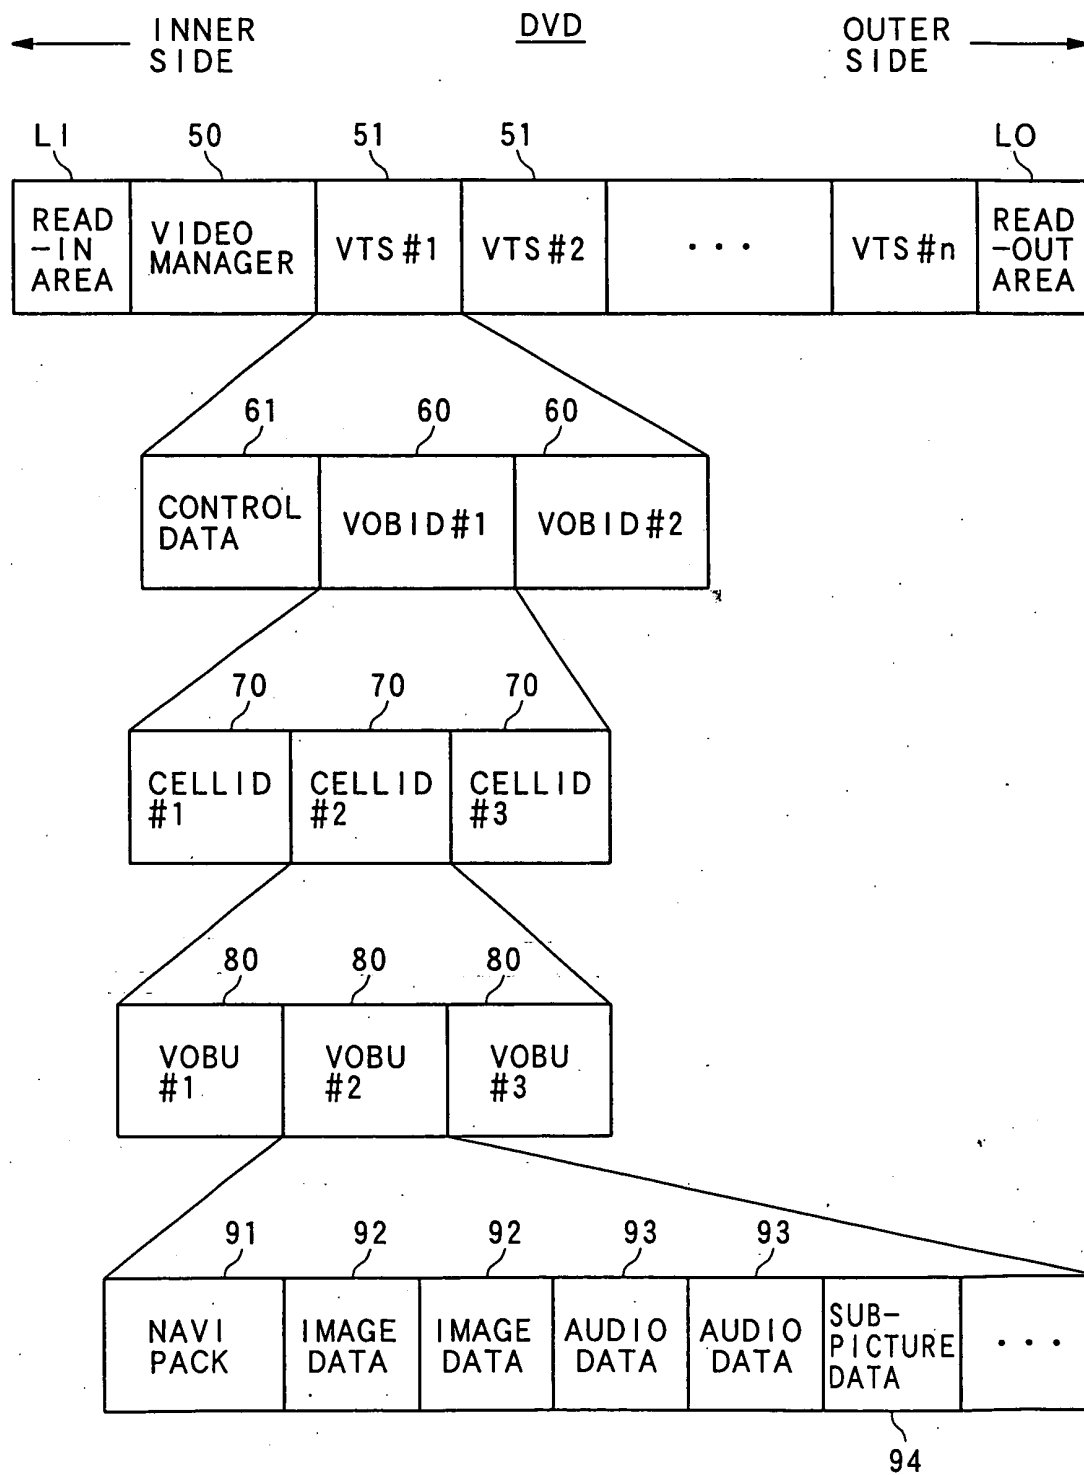 INNER SIDE
DVD
OUTER SIDE
LI 50 51 51 LO
READ-IN AREA
VIDEO MANAGER
VTS#1
VTS#2
...
VTS#n
READ-OUT AREA
61 60 60
CONTROL DATA
VOBID#1
VOBID#2
70 70 70
CELLID #1
CELLID #2
CELLID #3
80 80 80
VOBU #1
VOBU #2
VOBU #3
91 92 92 93 93
NAVI PACK
IMAGE DATA
IMAGE DATA
AUDIO DATA
AUDIO DATA
SUB-PICTURE DATA
...
94